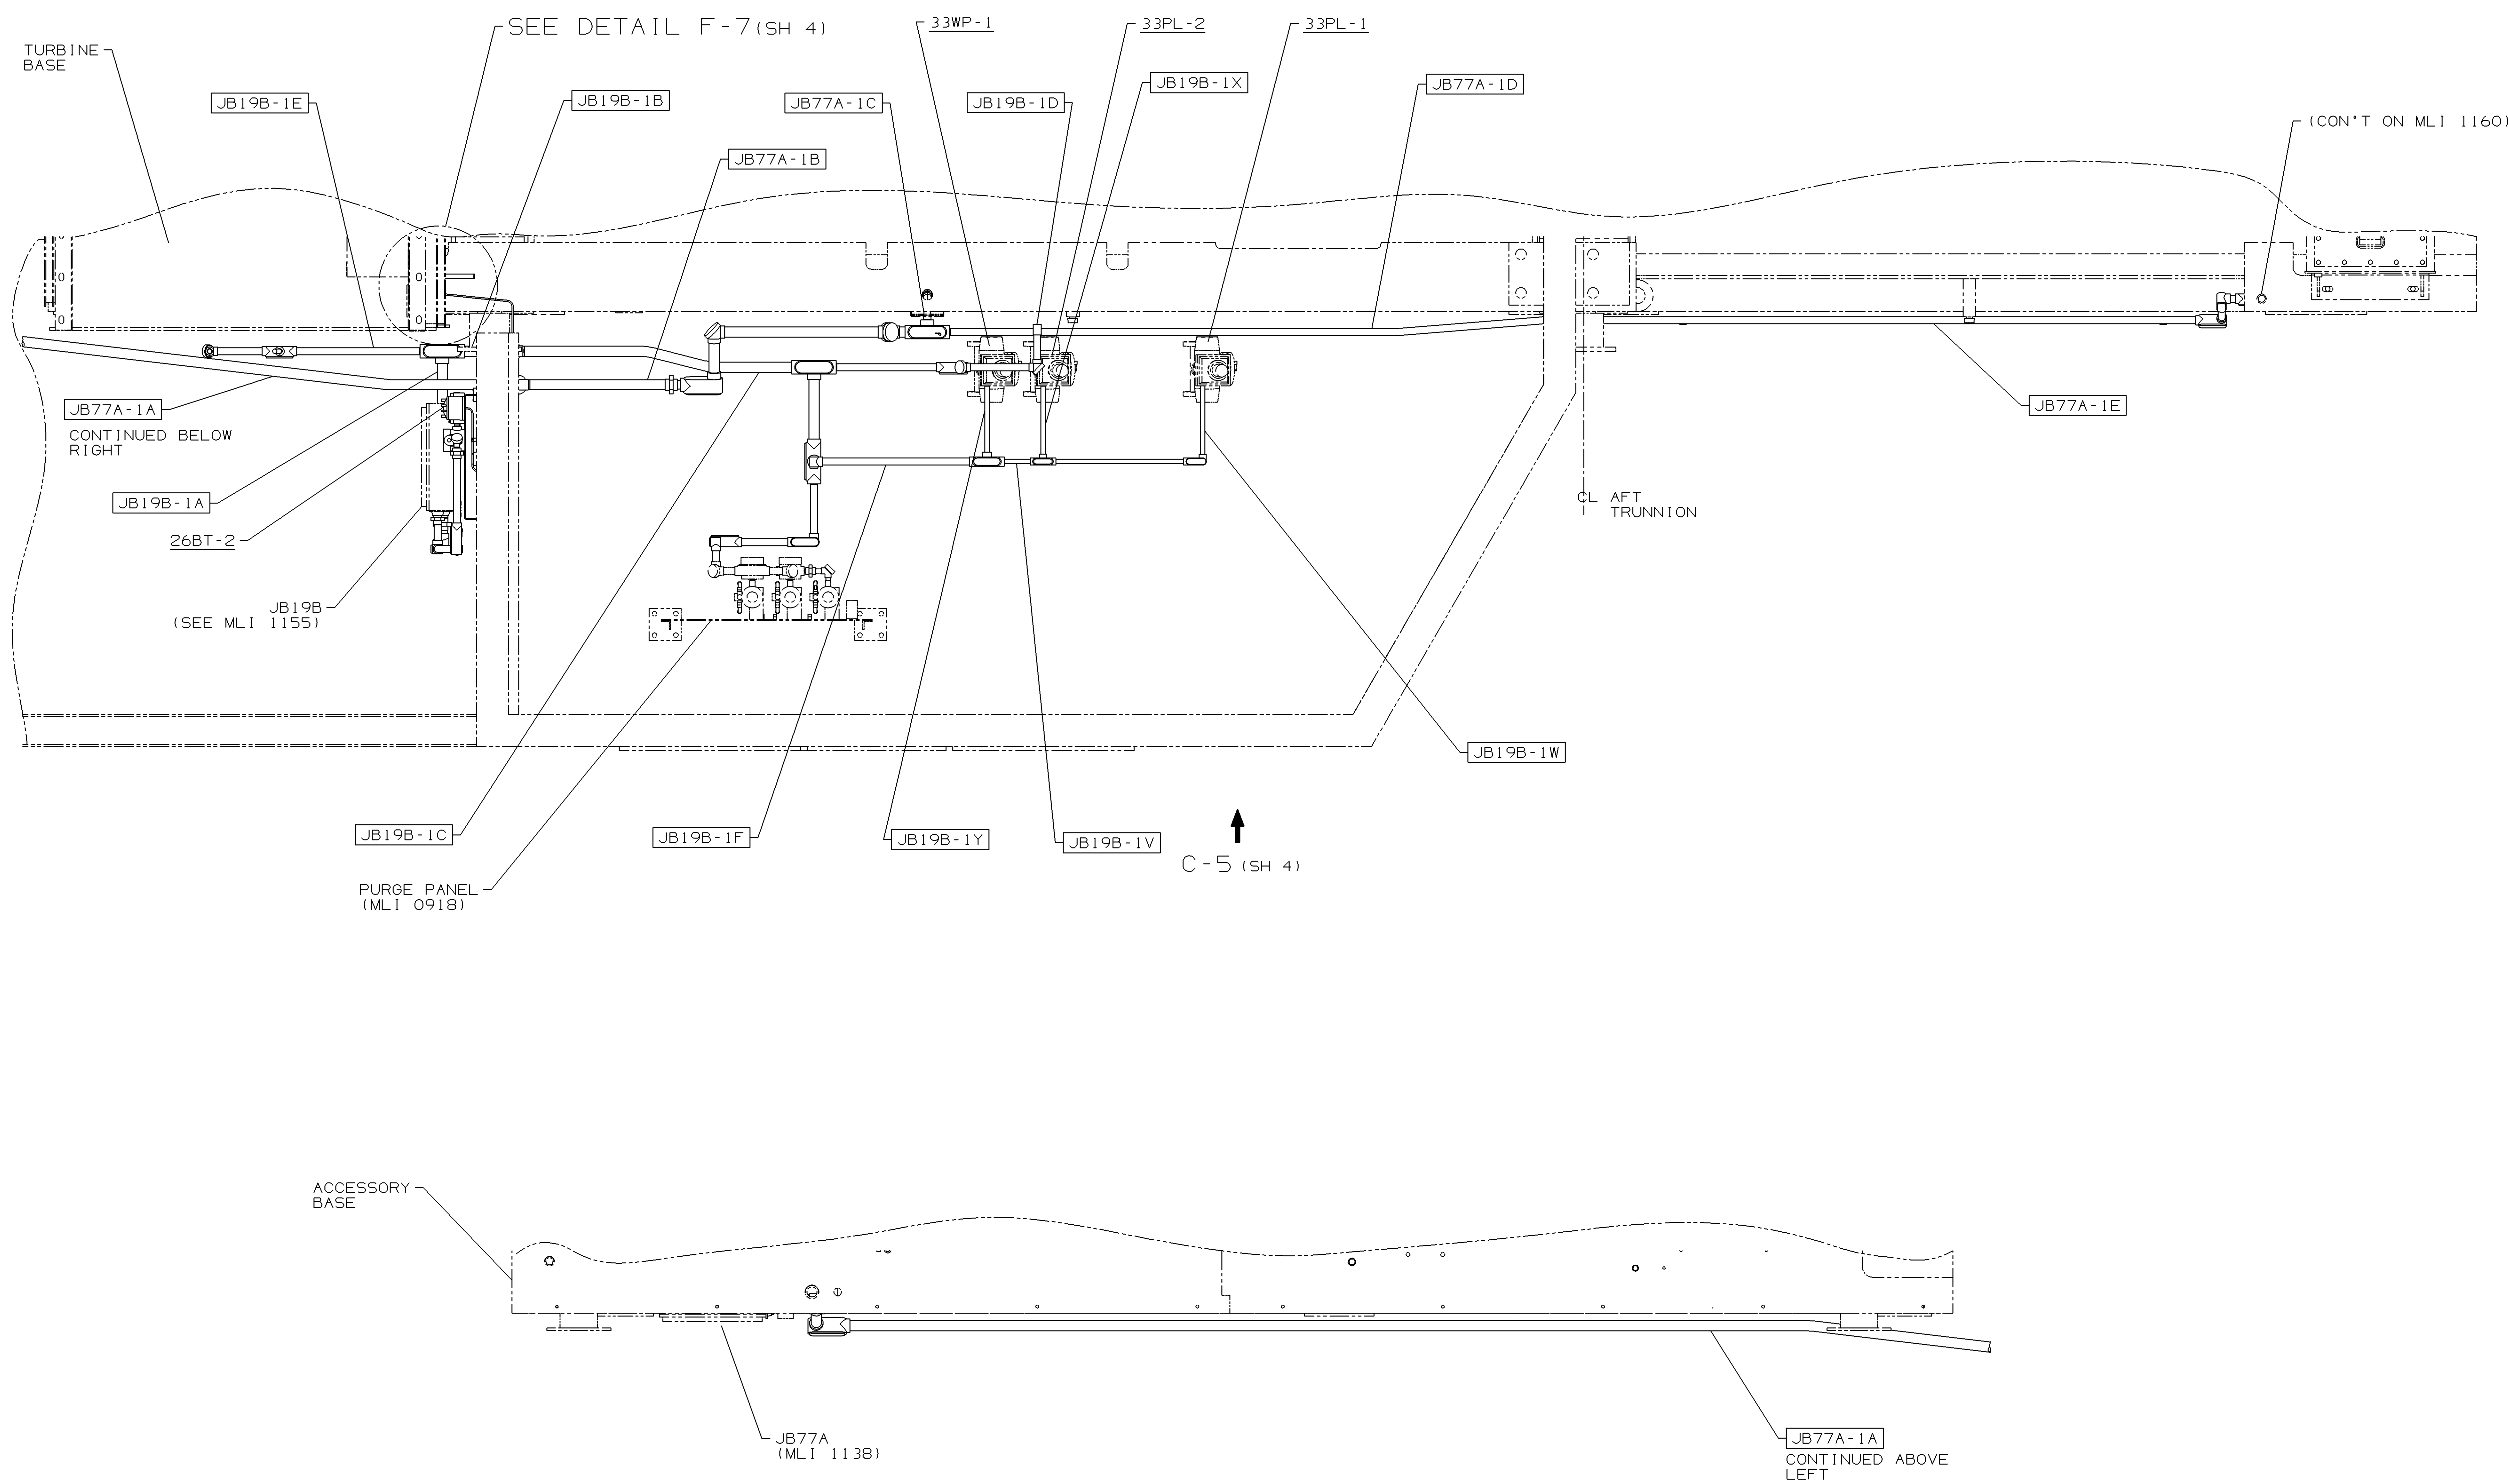 SEE DETAIL F-7 (SH 4)
33WP-1
33PL-2
33PL-1
TURBINE
BASE
JB19B-1E
JB19B-1B
JB77A-1C
JB19B-1D
JB19B-1X
JB77A-1D
(CON'T ON MLI 1160)
JB77A-1B
JB77A-1A
CONTINUED BELOW
RIGHT
JB77A-1E
JB19B-1A
CL AFT
TRUNNION
26BT-2
JB19B
(SEE MLI 1155)
JB19B-1W
JB19B-1C
JB19B-1F
JB19B-1Y
JB19B-1V
C-5 (SH 4)
PURGE PANEL
(MLI 0918)
ACCESSORY
BASE
JB77A
(MLI 1138)
JB77A-1A
CONTINUED ABOVE
LEFT